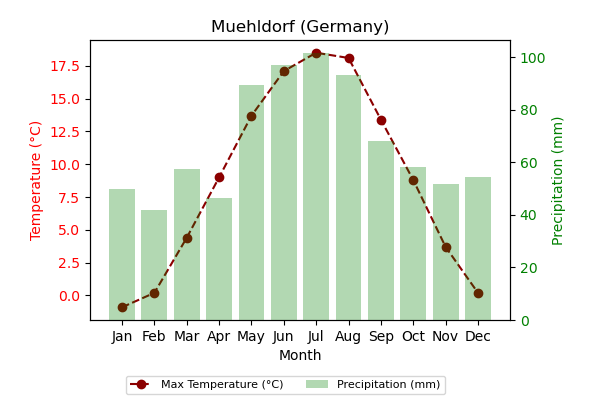 Muehldorf (Germany)
Temperature (°C)
17.5
15.0
12.5
10.0
7.5
5.0
2.5
0.0
Precipitation (mm)
100
80
60
40
20
0
Jan Feb Mar Apr May Jun Jul Aug Sep Oct Nov Dec
Month
Max Temperature (°C) Precipitation (mm)